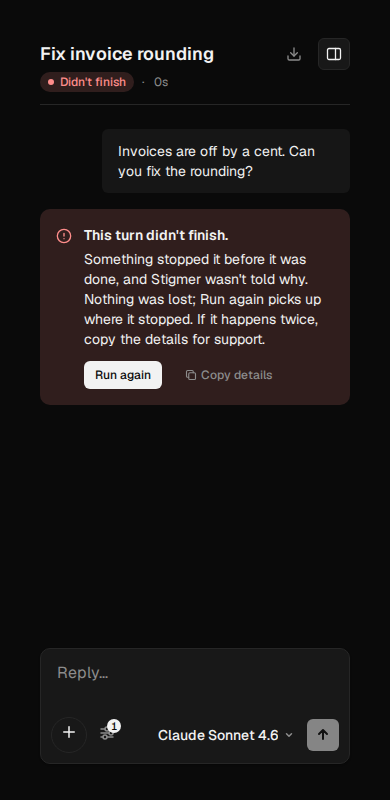 Fix invoice rounding
Didn't finish · 0s
Invoices are off by a cent. Can
you fix the rounding?
This turn didn't finish.
Something stopped it before it was
done, and Stigmer wasn't told why.
Nothing was lost; Run again picks up
where it stopped. If it happens twice,
copy the details for support.
Run again
Copy details
Reply...
1
Claude Sonnet 4.6